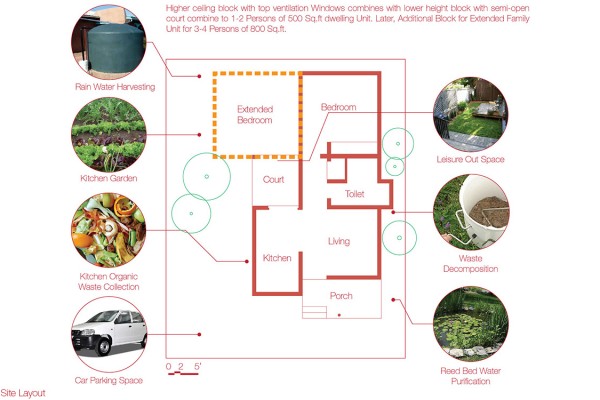 Higher ceiling block with top ventilation Windows combines with lower height block with semi-open
court combine to 1-2 Persons of 500 Sq.ft dwelling Unit. Later, Additional Block for Extended Family
Unit for 3-4 Persons of 800 Sq.ft.
Rain Water Harvesting
Extended
Bedroom
Bedroom
Kitchen Garden
Leisure Out Space
Court
Toilet
Kitchen Organic
Waste Collection
Kitchen
Living
Waste
Decomposition
Porch
Car Parking Space
0 2 5'
Reed Bed Water
Purification
Site Layout